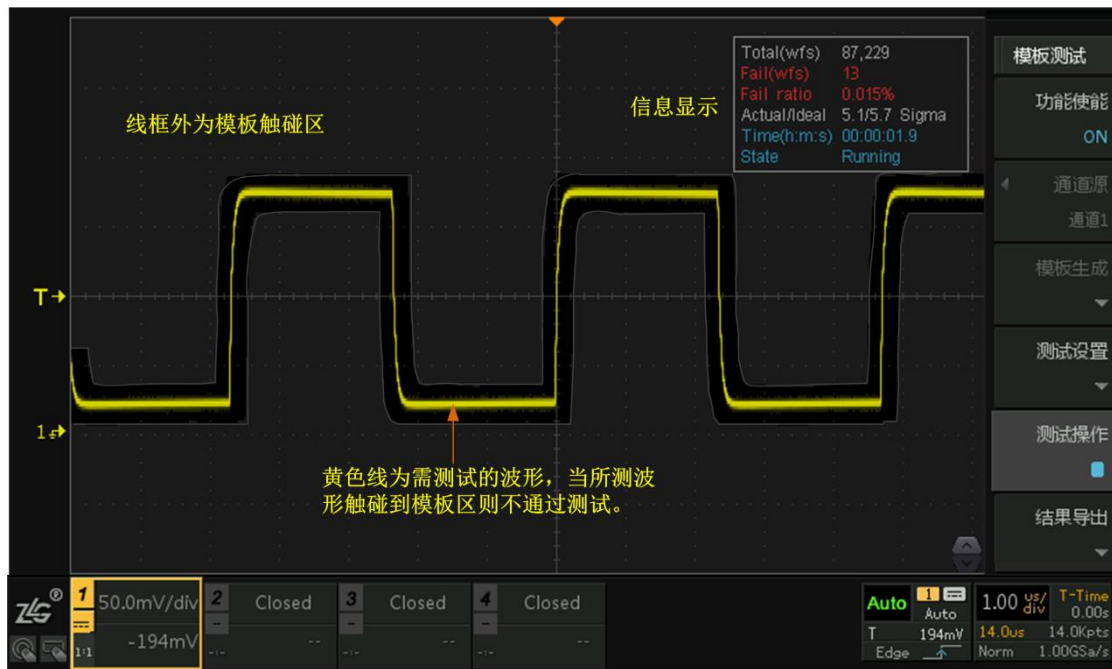 Total(wfs) 87,229
Fail(wfs) 13
Fail ratio 0.015%
Actual/Ideal 5.1/5.7 Sigma
Time(h:m:s) 00:00:01.9
State Running
信息显示
线框外为模板触碰区
模板测试
功能使能
ON
通道源
通道1
模板生成
测试设置
测试操作
结果导出
T
1
黄色线为需测试的波形，当所测波
形触碰到模板区则不通过测试。
ZLG®
1 50.0mV/div
1:1 -194mV
2 Closed
-:- --
3 Closed
-:- --
4 Closed
-:- --
Auto 1 Auto
T 194mV
Edge
1.00 us/div T-Time 0.00s
14.0us 14.0Kpts
Norm 1.00GSa/s